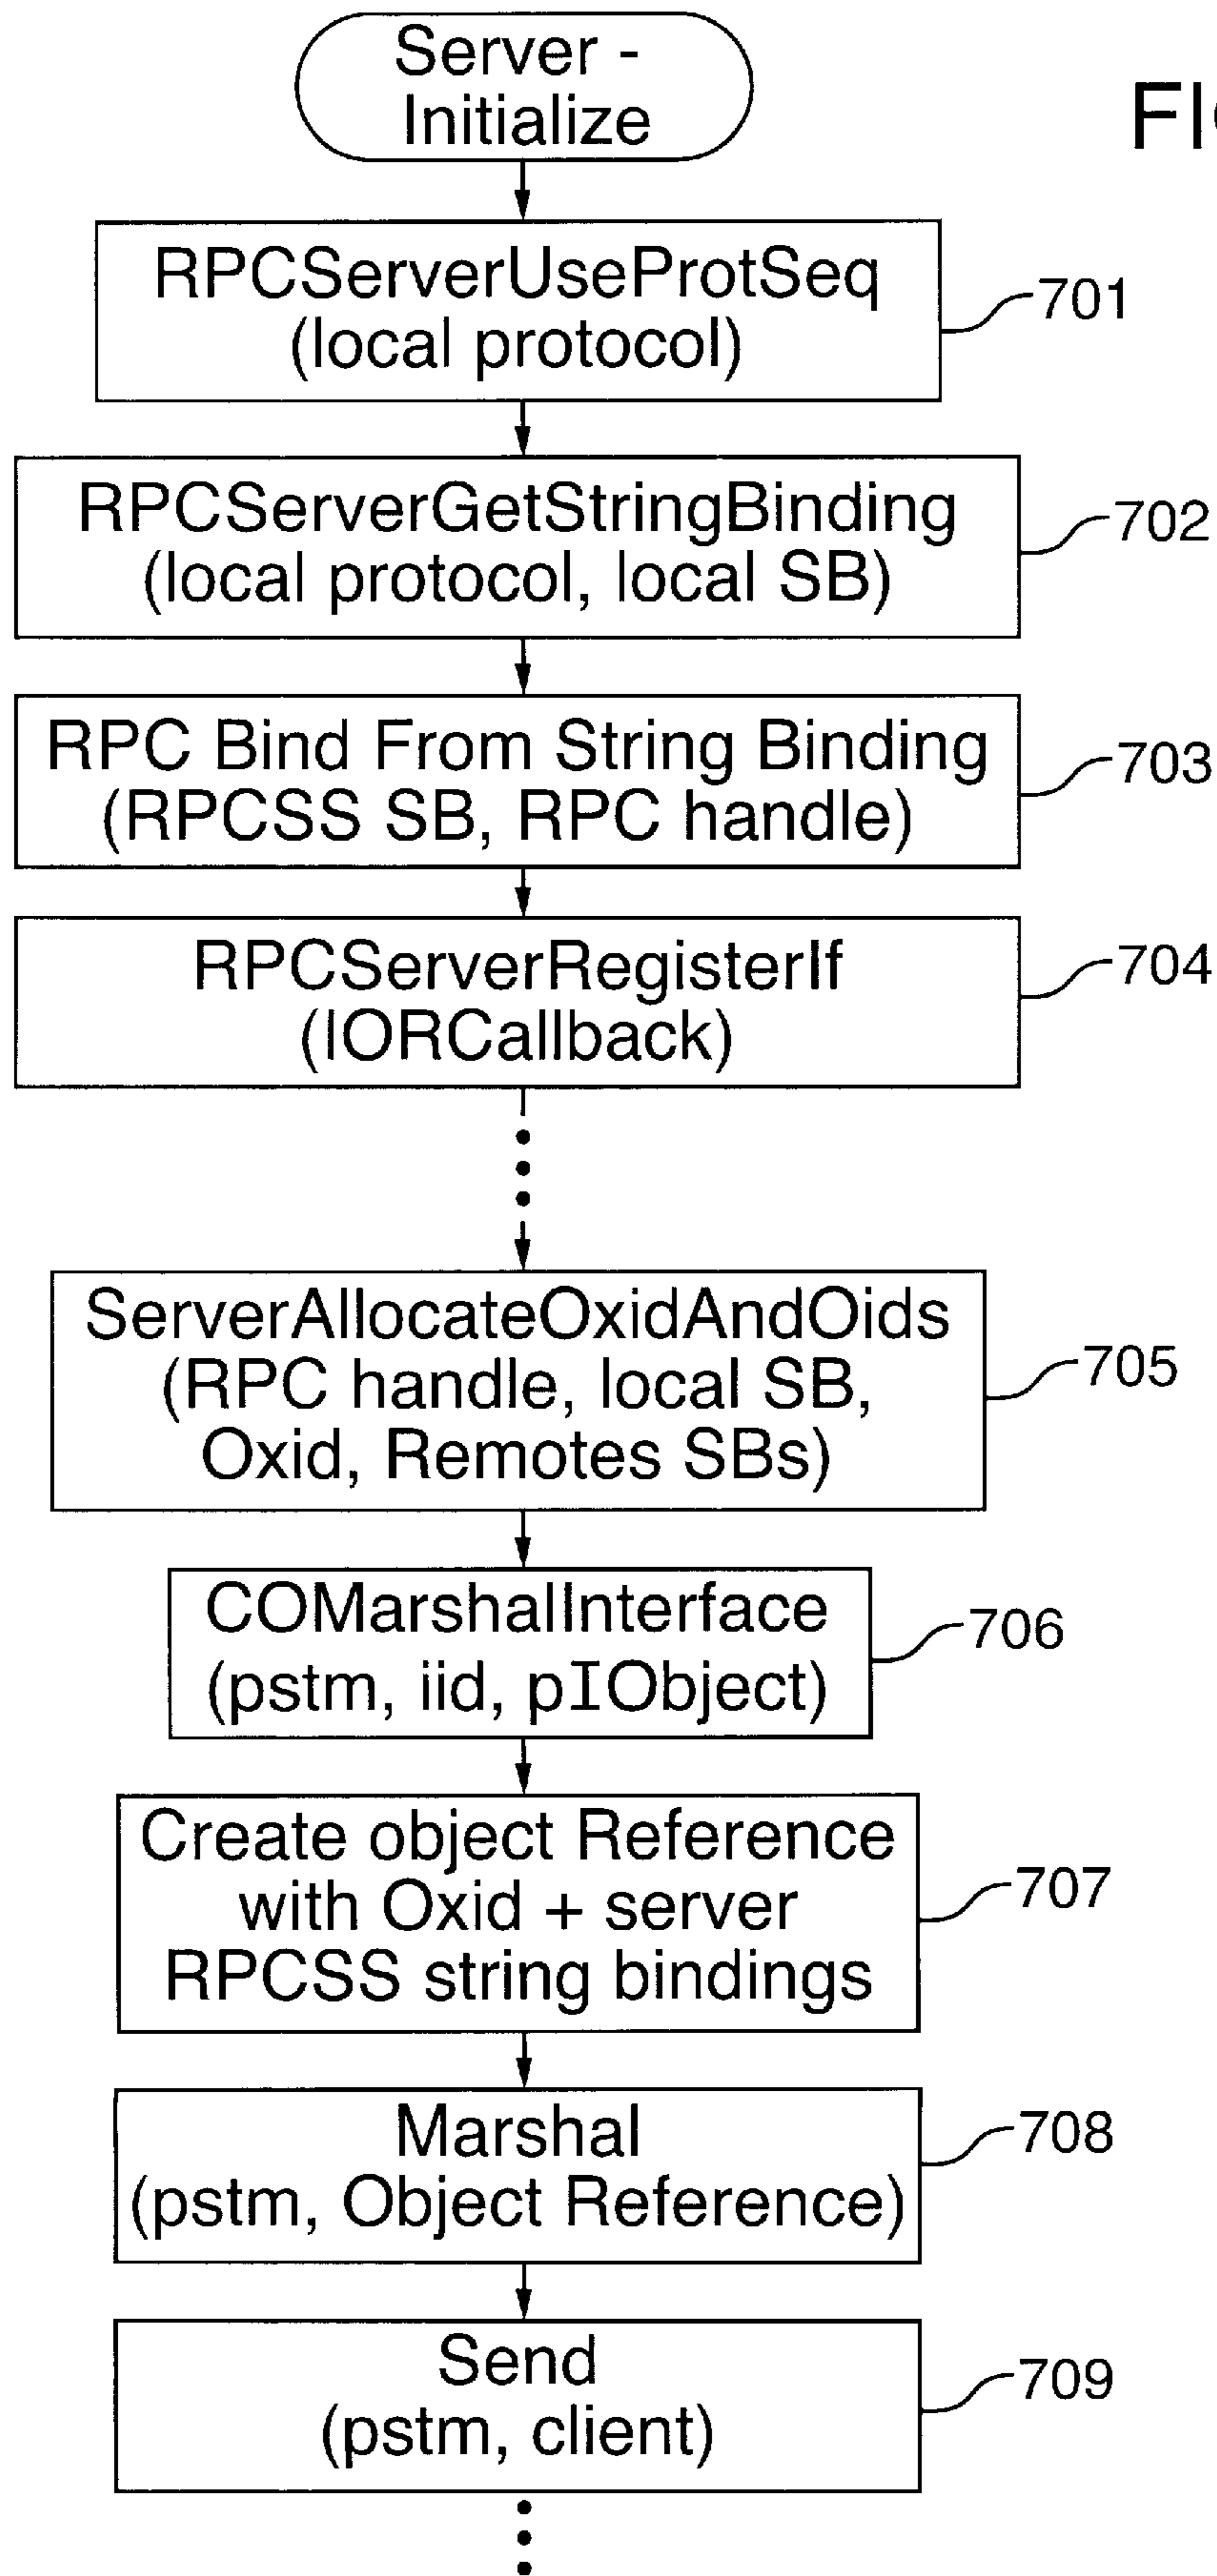 Server -
Initialize
FI
RPCServerUseProtSeq
(local protocol)
701
RPCServerGetStringBinding
(local protocol, local SB)
702
RPC Bind From String Binding
(RPCSS SB, RPC handle)
703
RPCServerRegisterIf
(IORCallback)
704
ServerAllocateOxidAndOids
(RPC handle, local SB,
Oxid, Remotes SBs)
705
COMarshalInterface
(pstm, iid, pIObject)
706
Create object Reference
with Oxid + server
RPCSS string bindings
707
Marshal
(pstm, Object Reference)
708
Send
(pstm, client)
709